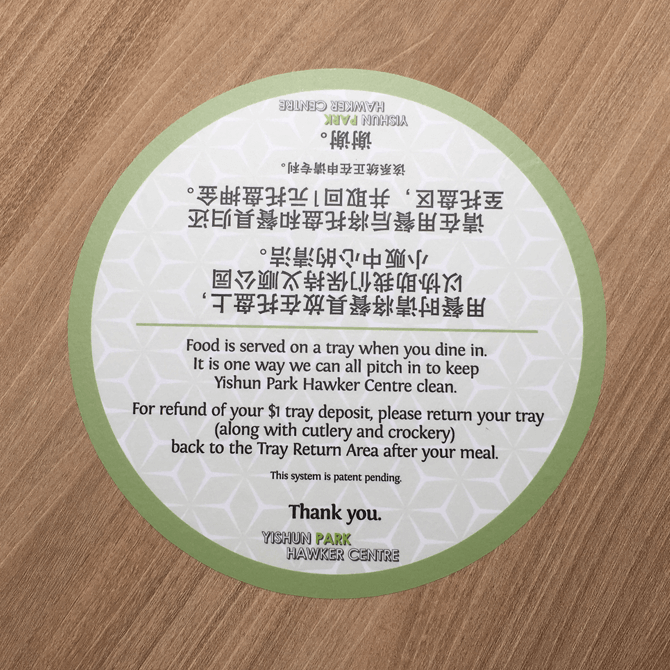 用餐时请将餐具放在托盘上，
以协助我们保持义顺公园
小贩中心的清洁。
请在用餐后将托盘和餐具归还
至托盘区，并取回1元托盘押金。
该系统正在申请专利。
谢谢。
YISHUN PARK
HAWKER CENTRE
Food is served on a tray when you dine in.
It is one way we can all pitch in to keep
Yishun Park Hawker Centre clean.
For refund of your $1 tray deposit, please return your tray
(along with cutlery and crockery)
back to the Tray Return Area after your meal.
This system is patent pending.
Thank you.
YISHUN PARK
HAWKER CENTRE